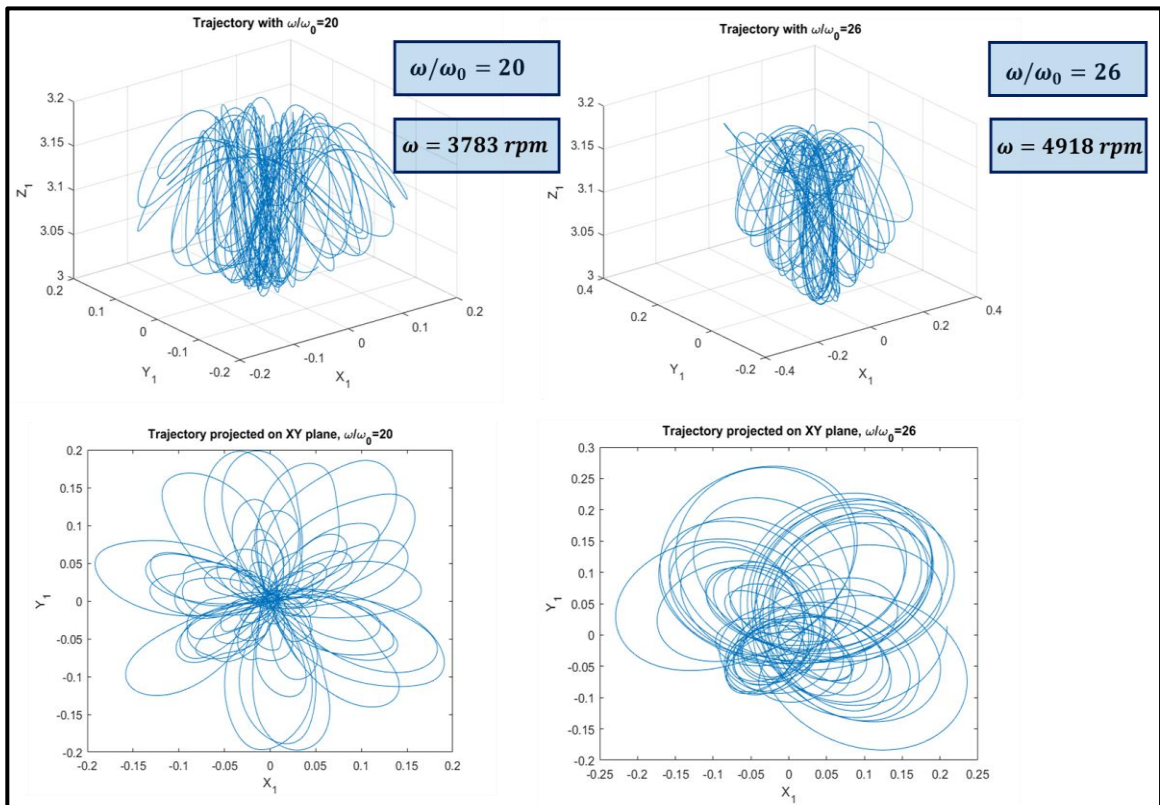 Trajectory with ω/ω0=20
ω/ω0 = 20
ω = 3783 rpm
3.2
3.15
3.1
3.05
3
Z1
0.2
0.1
0
-0.1
-0.2
Y1
-0.2
-0.1
0
0.1
0.2
X1
Trajectory with ω/ω0=26
ω/ω0 = 26
ω = 4918 rpm
3.2
3.15
3.1
3.05
3
Z1
0.4
0.2
0
-0.2
Y1
-0.4
-0.2
0
0.2
0.4
X1
Trajectory projected on XY plane, ω/ω0=20
0.2
0.15
0.1
0.05
0
-0.05
-0.1
-0.15
-0.2
Y1
-0.2 -0.15 -0.1 -0.05 0 0.05 0.1 0.15 0.2
X1
Trajectory projected on XY plane, ω/ω0=26
0.3
0.25
0.2
0.15
0.1
0.05
0
-0.05
-0.1
-0.15
-0.2
Y1
-0.25 -0.2 -0.15 -0.1 -0.05 0 0.05 0.1 0.15 0.2 0.25
X1